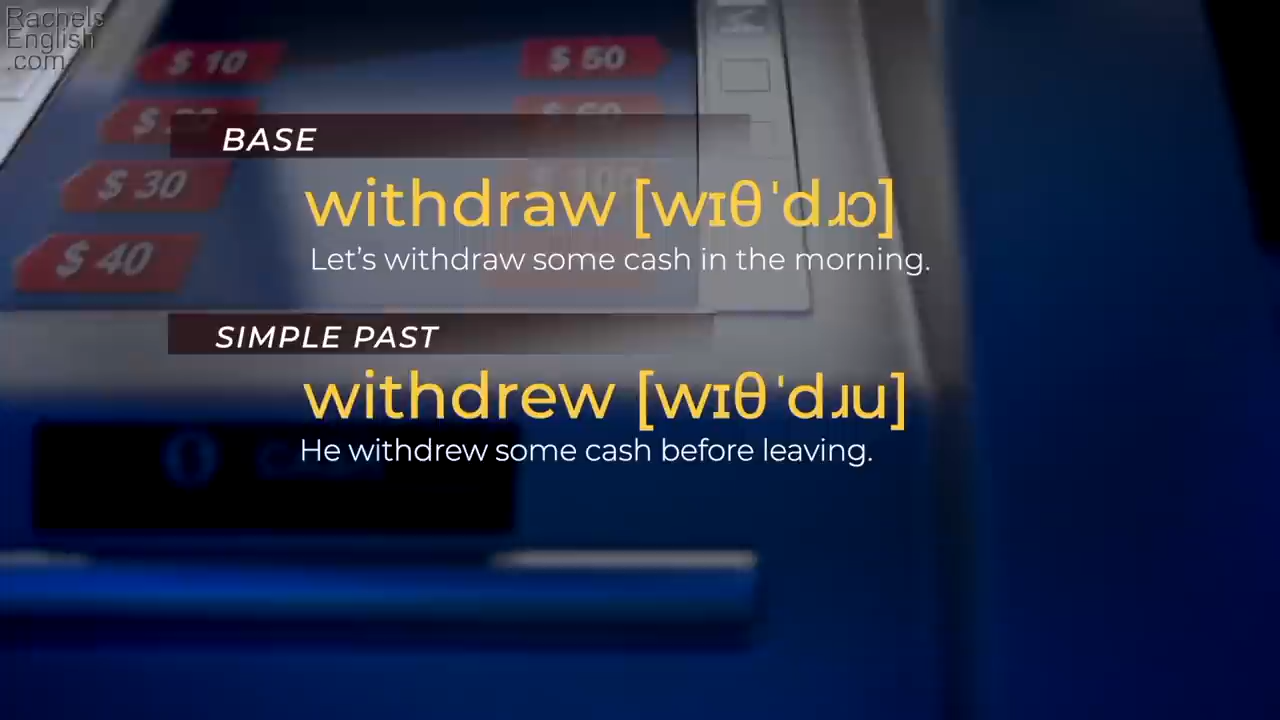 Rachels
English
.com
$ 10
$ 50
$ 30
$ 40
BASE
withdraw [wɪθˈdɹɔ]
Let's withdraw some cash in the morning.
SIMPLE PAST
withdrew [wɪθˈdɹu]
He withdrew some cash before leaving.